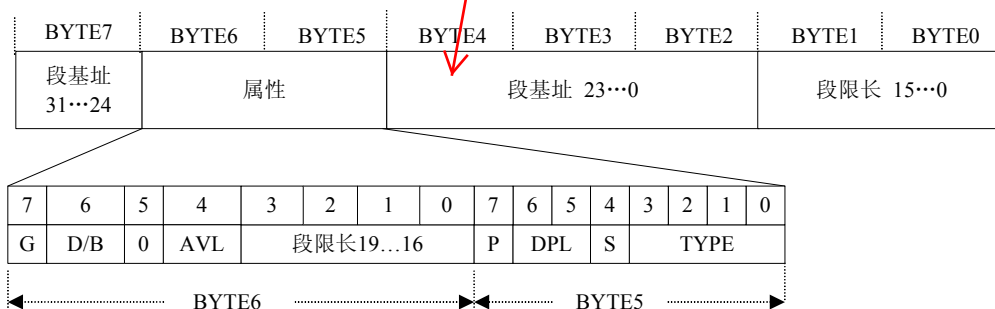 BYTE7 BYTE6 BYTE5 BYTE4 BYTE3 BYTE2 BYTE1 BYTE0
段基址 31…24 属性 段基址 23…0 段限长 15…0
7 6 5 4 3 2 1 0 7 6 5 4 3 2 1 0
G D/B 0 AVL 段限长19…16 P DPL S TYPE
BYTE6 BYTE5